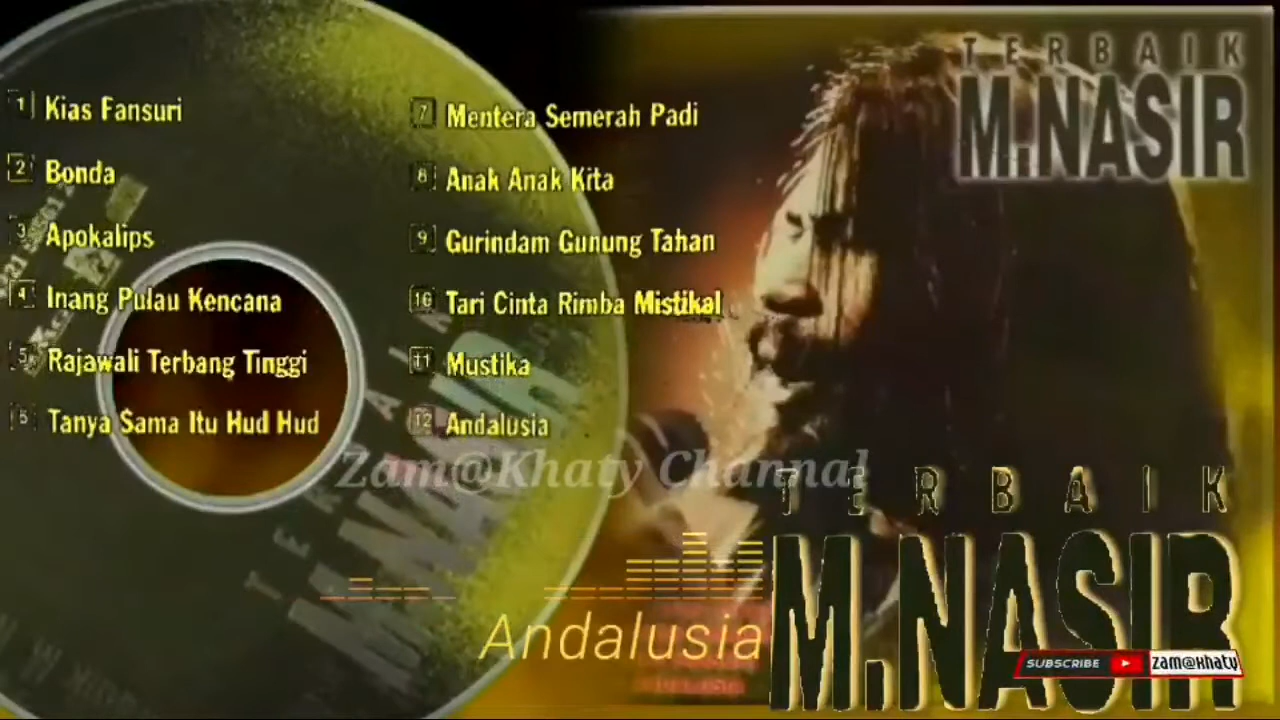 TERBAIK
M.NASIR
1 Kias Fansuri
2 Bonda
3 Apokalips
4 Inang Pulau Kencana
5 Rajawali Terbang Tinggi
6 Tanya Sama Itu Hud Hud
7 Mentera Semerah Padi
8 Anak Anak Kita
9 Gurindam Gunung Tahan
10 Tari Cinta Rimba Mistikal
11 Mustika
12 Andalusia
Zam@Khaty Channal
TERBAIK
M.NASIR
TERBAIK
M.NASIR
Andalusia
SUBSCRIBE zam@khaty